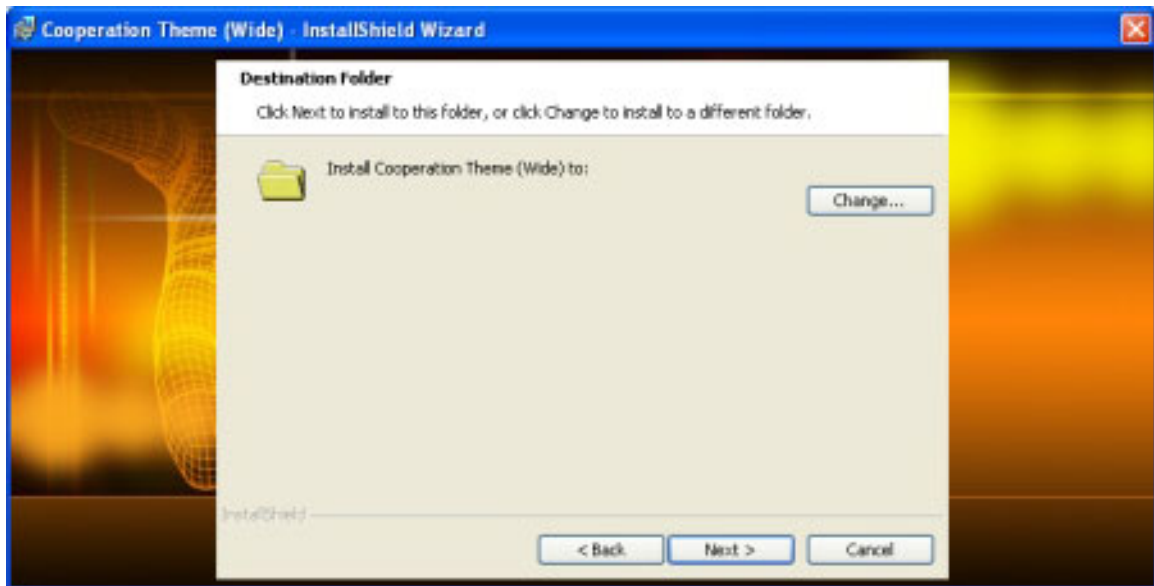 Cooperation Theme (Wide) - InstallShield Wizard
Destination Folder
Click Next to install to this folder, or click Change to install to a different folder.
Install Cooperation Theme (Wide) to:
Change...
InstallShield
< Back
Next >
Cancel